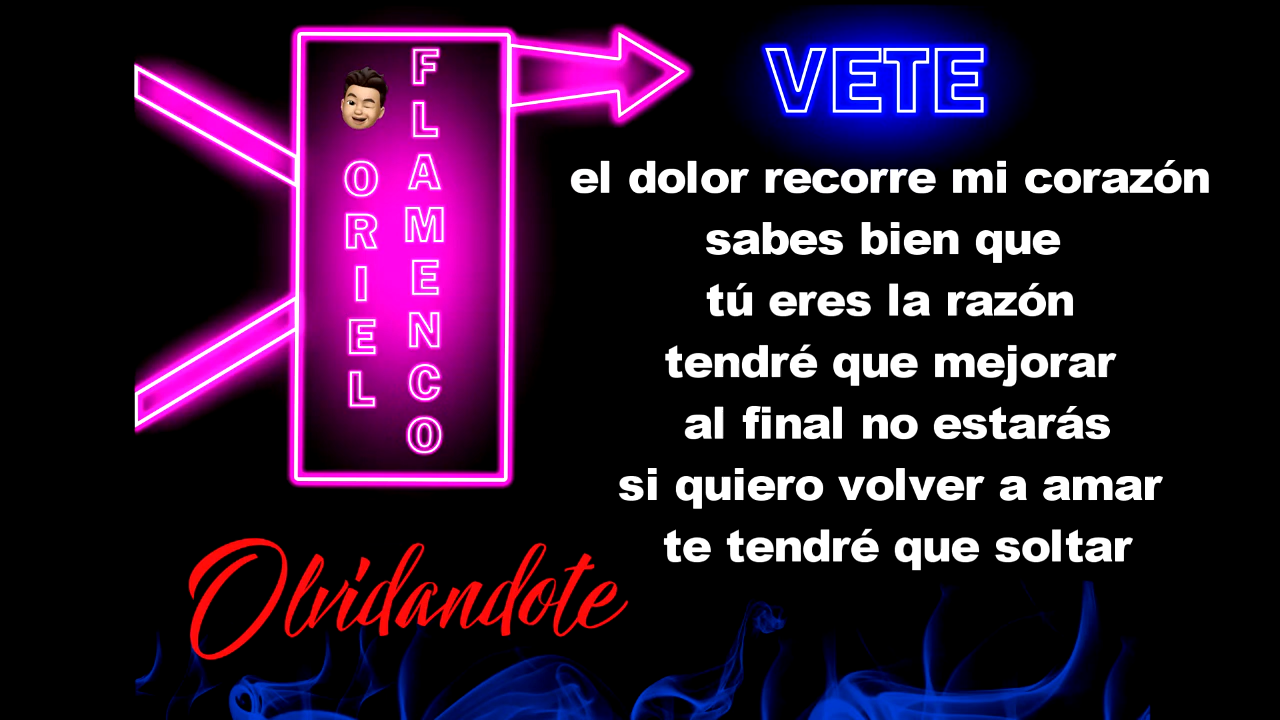 ORIEL
FLAMENCO
VETE
el dolor recorre mi corazón
sabes bien que
tú eres la razón
tendré que mejorar
al final no estarás
si quiero volver a amar
te tendré que soltar
Olvidandote